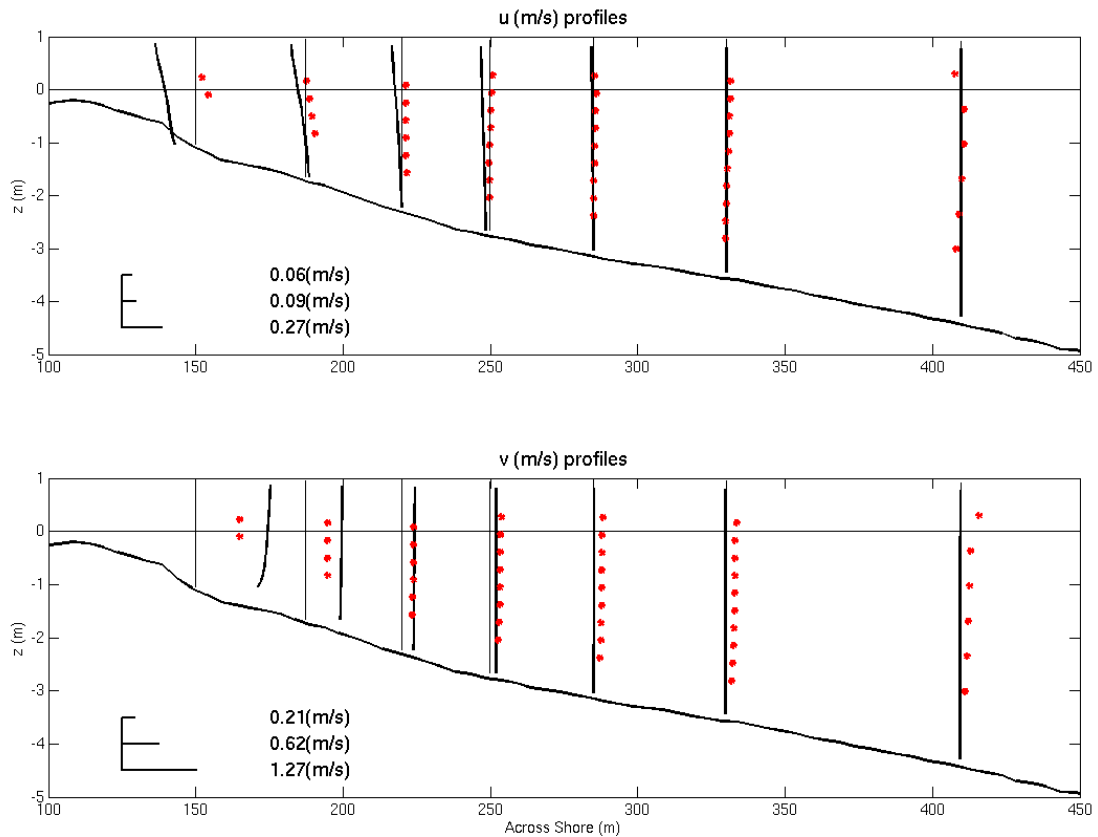 u (m/s) profiles
1
0
-1
-2
-3
-4
-5
z (m)
0.06(m/s)
0.09(m/s)
0.27(m/s)
100 150 200 250 300 350 400 450
v (m/s) profiles
1
0
-1
-2
-3
-4
-5
z (m)
0.21(m/s)
0.62(m/s)
1.27(m/s)
100 150 200 250 300 350 400 450
Across Shore (m)